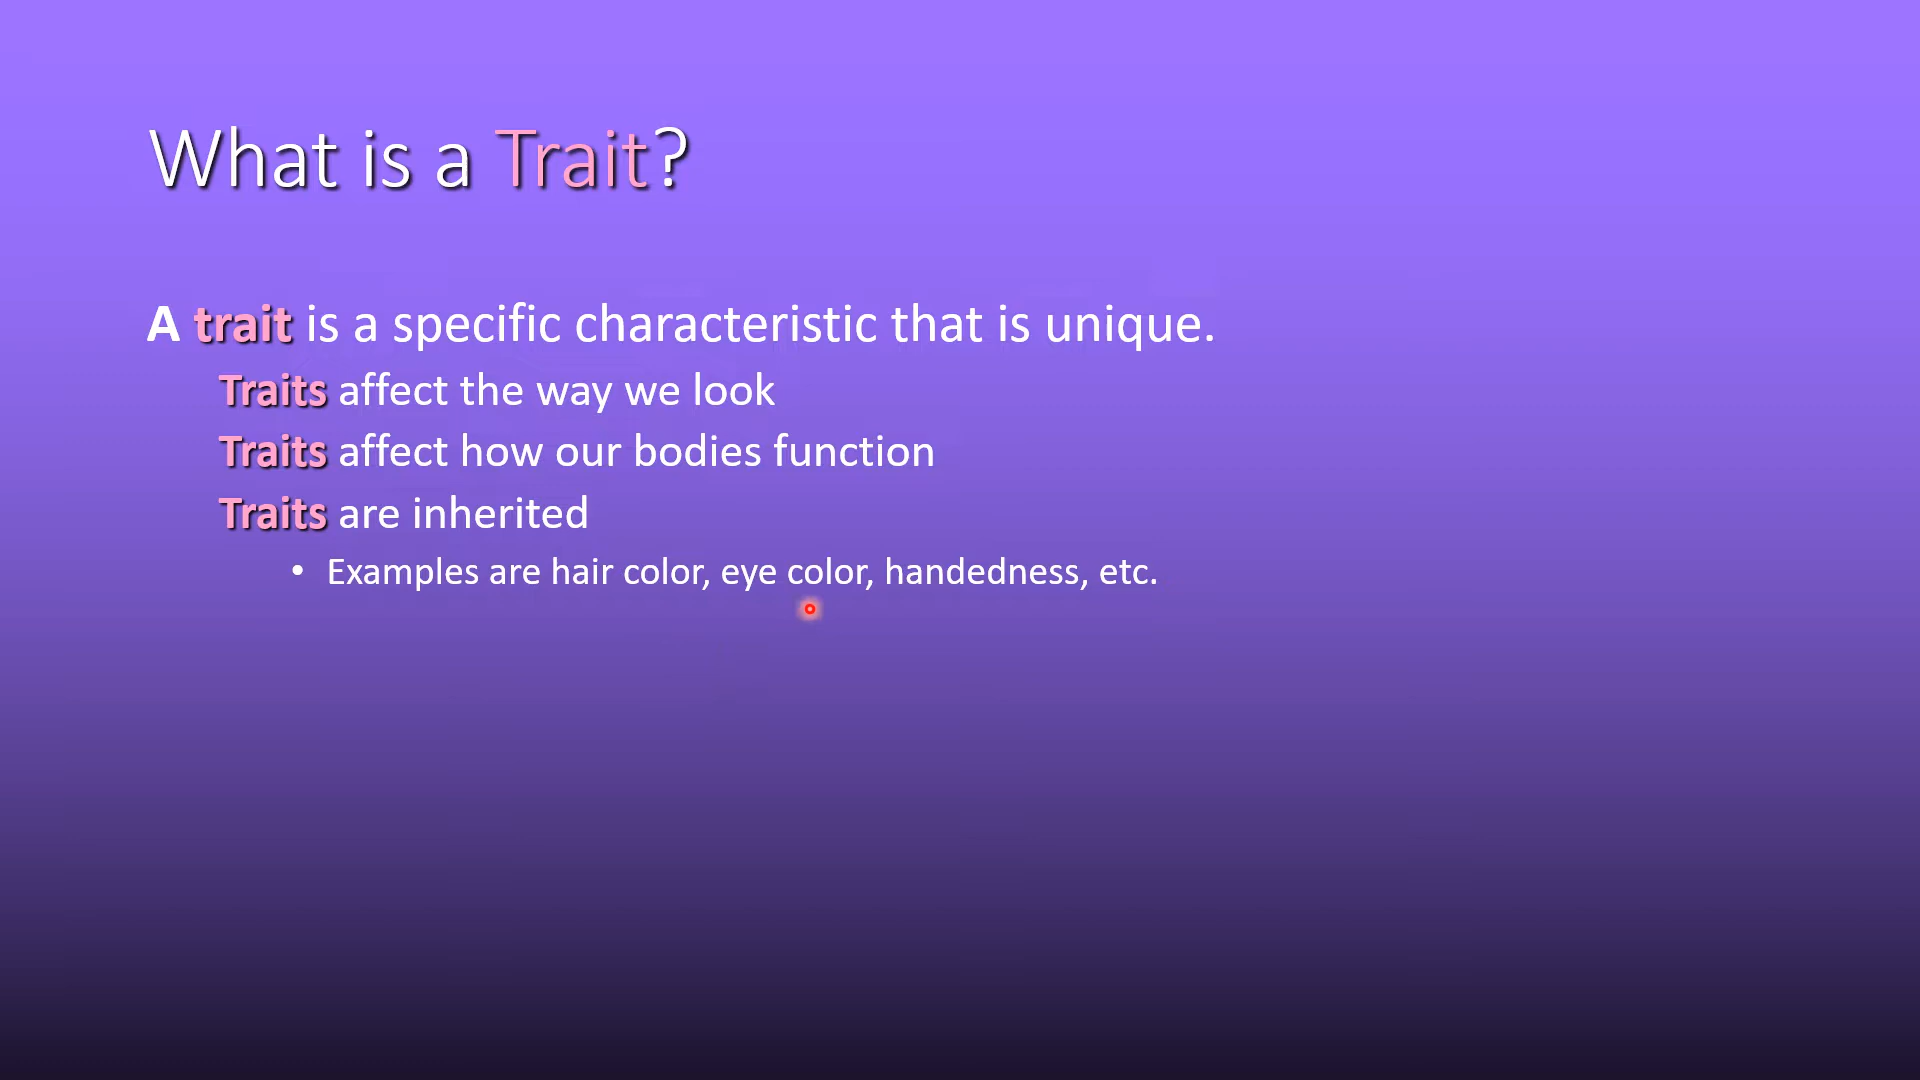 What is a Trait?
A trait is a specific characteristic that is unique.
Traits affect the way we look
Traits affect how our bodies function
Traits are inherited
• Examples are hair color, eye color, handedness, etc.